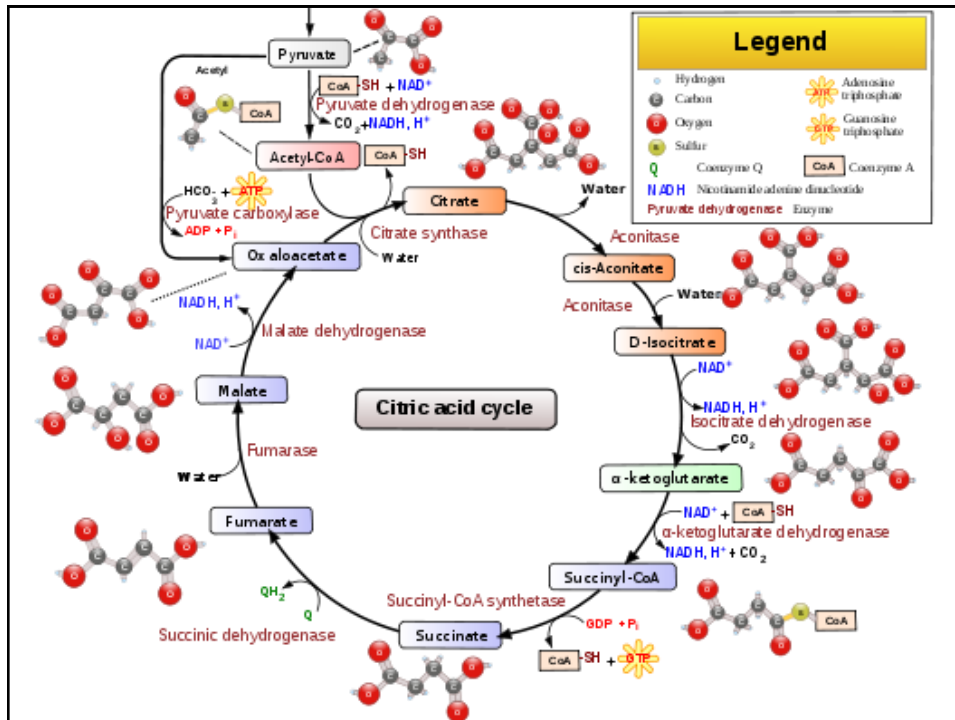 Pyruvate
Acetyl
CoA-SH + NAD+
Pyruvate dehydrogenase
CO2+NADH, H+
S
CoA
Acetyl-CoA
CoA-SH
HCO3- + ATP
Pyruvate carboxylase
ADP + Pi
Citrate
Citrate synthase
Water
Oxaloacetate
Water
Aconitase
cis-Aconitate
Aconitase
Water
D-Isocitrate
NAD+
NADH, H+
Isocitrate dehydrogenase
CO2
α-ketoglutarate
NAD+ + CoA-SH
α-ketoglutarate dehydrogenase
NADH, H+ + CO2
Succinyl-CoA
S
CoA
Succinyl-CoA synthetase
GDP + Pi
CoA-SH + GTP
Succinate
QH2
Q
Succinic dehydrogenase
Fumarate
Water
Fumarase
Malate
NADH, H+
Malate dehydrogenase
NAD+
Citric acid cycle
Legend
Hydrogen
C Carbon
O Oxygen
S Sulfur
Q Coenzyme Q
NADH Nicotinamide adenine dinucleotide
Pyruvate dehydrogenase Enzyme
ATP Adenosine
triphosphate
GTP Guanosine
triphosphate
CoA Coenzyme A